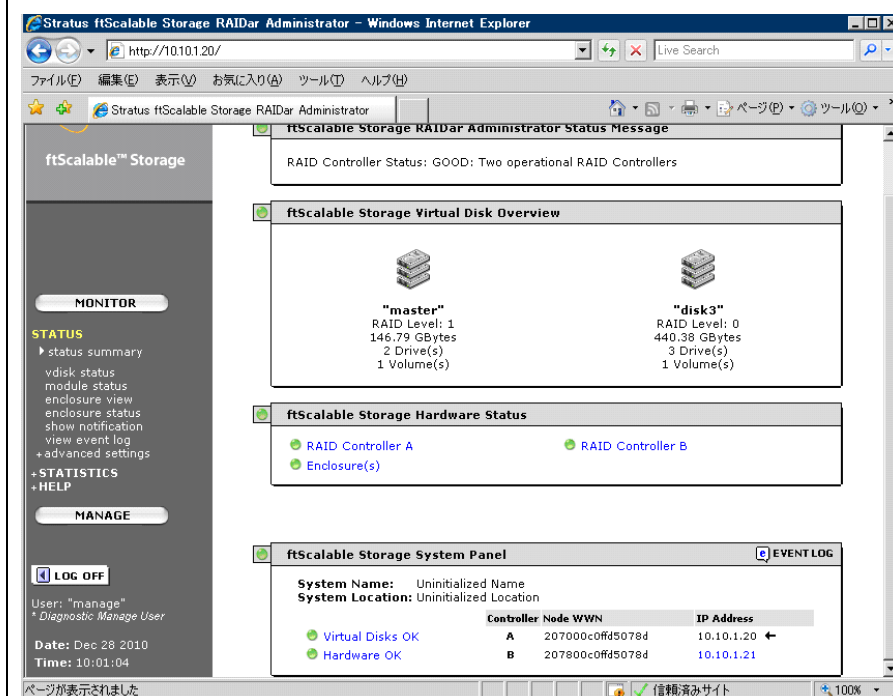 Stratus ftScalable Storage RAIDar Administrator - Windows Internet Explorer
http://10.10.1.20/
Live Search
ファイル(F) 編集(E) 表示(V) お気に入り(A) ツール(T) ヘルプ(H)
Stratus ftScalable Storage RAIDar Administrator
ページ(P) ツール(O)
ftScalable™ Storage
MONITOR
STATUS
status summary
vdisk status
module status
enclosure view
enclosure status
show notification
view event log
+advanced settings
+STATISTICS
+HELP
MANAGE
LOG OFF
User: "manage"
* Diagnostic Manage User
Date: Dec 28 2010
Time: 10:01:04
ftScalable Storage RAIDar Administrator Status Message
RAID Controller Status: GOOD: Two operational RAID Controllers
ftScalable Storage Virtual Disk Overview
"master"
RAID Level: 1
146.79 GBytes
2 Drive(s)
1 Volume(s)
"disk3"
RAID Level: 0
440.38 GBytes
3 Drive(s)
1 Volume(s)
ftScalable Storage Hardware Status
RAID Controller A
RAID Controller B
Enclosure(s)
ftScalable Storage System Panel
EVENT LOG
System Name: Uninitialized Name
System Location: Uninitialized Location
Controller Node WWN IP Address
Virtual Disks OK A 207000c0ffd5078d 10.10.1.20
Hardware OK B 207800c0ffd5078d 10.10.1.21
ページが表示されました
信頼済みサイト
100%